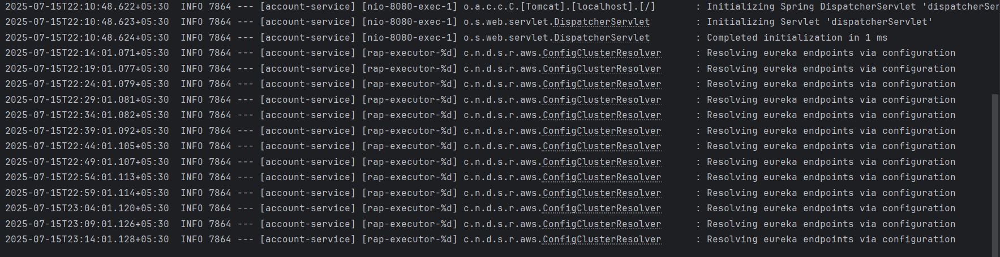 2025-07-15T22:10:48.622+05:30  INFO 7864 --- [account-service] [nio-8080-exec-1] o.a.c.c.C.[Tomcat].[localhost].[/]       : Initializing Spring DispatcherServlet 'dispatcherSer
2025-07-15T22:10:48.623+05:30  INFO 7864 --- [account-service] [nio-8080-exec-1] o.s.web.servlet.DispatcherServlet        : Initializing Servlet 'dispatcherServlet'
2025-07-15T22:10:48.624+05:30  INFO 7864 --- [account-service] [nio-8080-exec-1] o.s.web.servlet.DispatcherServlet        : Completed initialization in 1 ms
2025-07-15T22:14:01.071+05:30  INFO 7864 --- [account-service] [rap-executor-%d] c.n.d.s.r.aws.ConfigClusterResolver      : Resolving eureka endpoints via configuration
2025-07-15T22:19:01.077+05:30  INFO 7864 --- [account-service] [rap-executor-%d] c.n.d.s.r.aws.ConfigClusterResolver      : Resolving eureka endpoints via configuration
2025-07-15T22:24:01.079+05:30  INFO 7864 --- [account-service] [rap-executor-%d] c.n.d.s.r.aws.ConfigClusterResolver      : Resolving eureka endpoints via configuration
2025-07-15T22:29:01.081+05:30  INFO 7864 --- [account-service] [rap-executor-%d] c.n.d.s.r.aws.ConfigClusterResolver      : Resolving eureka endpoints via configuration
2025-07-15T22:34:01.082+05:30  INFO 7864 --- [account-service] [rap-executor-%d] c.n.d.s.r.aws.ConfigClusterResolver      : Resolving eureka endpoints via configuration
2025-07-15T22:39:01.092+05:30  INFO 7864 --- [account-service] [rap-executor-%d] c.n.d.s.r.aws.ConfigClusterResolver      : Resolving eureka endpoints via configuration
2025-07-15T22:44:01.105+05:30  INFO 7864 --- [account-service] [rap-executor-%d] c.n.d.s.r.aws.ConfigClusterResolver      : Resolving eureka endpoints via configuration
2025-07-15T22:49:01.107+05:30  INFO 7864 --- [account-service] [rap-executor-%d] c.n.d.s.r.aws.ConfigClusterResolver      : Resolving eureka endpoints via configuration
2025-07-15T22:54:01.113+05:30  INFO 7864 --- [account-service] [rap-executor-%d] c.n.d.s.r.aws.ConfigClusterResolver      : Resolving eureka endpoints via configuration
2025-07-15T22:59:01.114+05:30  INFO 7864 --- [account-service] [rap-executor-%d] c.n.d.s.r.aws.ConfigClusterResolver      : Resolving eureka endpoints via configuration
2025-07-15T23:04:01.120+05:30  INFO 7864 --- [account-service] [rap-executor-%d] c.n.d.s.r.aws.ConfigClusterResolver      : Resolving eureka endpoints via configuration
2025-07-15T23:09:01.126+05:30  INFO 7864 --- [account-service] [rap-executor-%d] c.n.d.s.r.aws.ConfigClusterResolver      : Resolving eureka endpoints via configuration
2025-07-15T23:14:01.128+05:30  INFO 7864 --- [account-service] [rap-executor-%d] c.n.d.s.r.aws.ConfigClusterResolver      : Resolving eureka endpoints via configuration